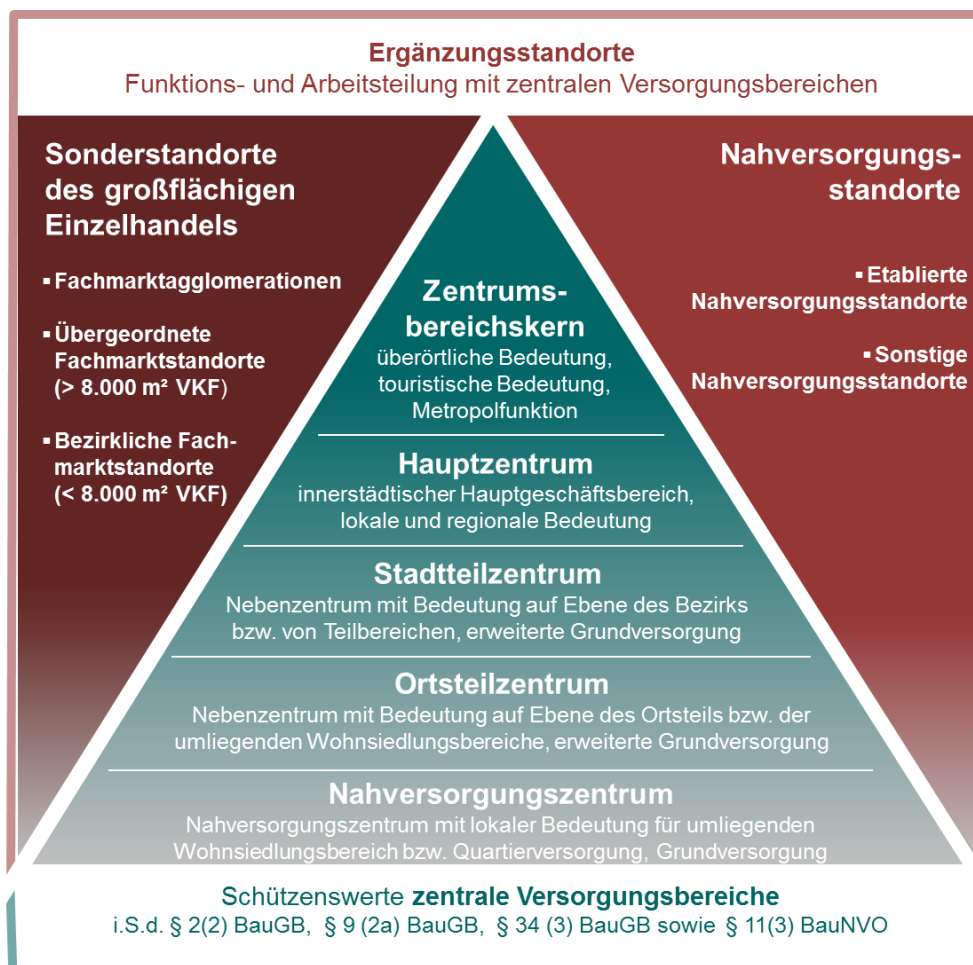 Ergänzungsstandorte
Funktions- und Arbeitsteilung mit zentralen Versorgungsbereichen
Sonderstandorte
des großflächigen
Einzelhandels
▪ Fachmarktagglomerationen
▪ Übergeordnete
Fachmarktstandorte
(> 8.000 m² VKF)
▪ Bezirkliche Fach-
marktstandorte
(< 8.000 m² VKF)
Nahversorgungs-
standorte
▪ Etablierte
Nahversorgungsstandorte
▪ Sonstige
Nahversorgungsstandorte
Zentrums-
bereichskern
überörtliche Bedeutung,
touristische Bedeutung,
Metropolfunktion
Hauptzentrum
innerstädtischer Hauptgeschäftsbereich,
lokale und regionale Bedeutung
Stadtteilzentrum
Nebenzentrum mit Bedeutung auf Ebene des Bezirks
bzw. von Teilbereichen, erweiterte Grundversorgung
Ortsteilzentrum
Nebenzentrum mit Bedeutung auf Ebene des Ortsteils bzw. der
umliegenden Wohnsiedlungsbereiche, erweiterte Grundversorgung
Nahversorgungszentrum
Nahversorgungszentrum mit lokaler Bedeutung für umliegenden
Wohnsiedlungsbereich bzw. Quartierversorgung, Grundversorgung
Schützenswerte zentrale Versorgungsbereiche
i.S.d. § 2(2) BauGB, § 9 (2a) BauGB, § 34 (3) BauGB sowie § 11(3) BauNVO